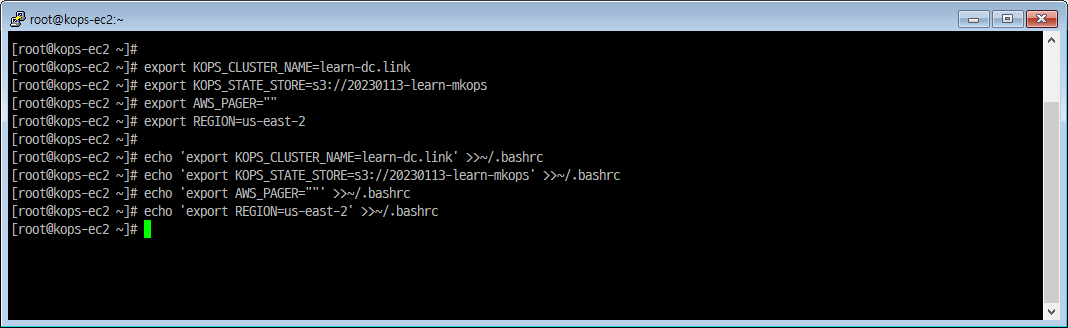 root@kops-ec2:~
[root@kops-ec2 ~]#
[root@kops-ec2 ~]# export KOPS_CLUSTER_NAME=learn-dc.link
[root@kops-ec2 ~]# export KOPS_STATE_STORE=s3://20230113-learn-mkops
[root@kops-ec2 ~]# export AWS_PAGER=""
[root@kops-ec2 ~]# export REGION=us-east-2
[root@kops-ec2 ~]#
[root@kops-ec2 ~]# echo 'export KOPS_CLUSTER_NAME=learn-dc.link' >>~/.bashrc
[root@kops-ec2 ~]# echo 'export KOPS_STATE_STORE=s3://20230113-learn-mkops' >>~/.bashrc
[root@kops-ec2 ~]# echo 'export AWS_PAGER=""' >>~/.bashrc
[root@kops-ec2 ~]# echo 'export REGION=us-east-2' >>~/.bashrc
[root@kops-ec2 ~]#